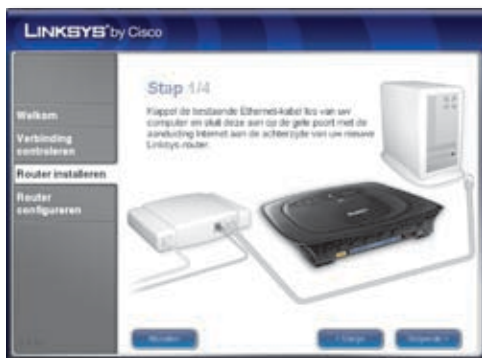 LINKSYS® by Cisco
Stap 1/4
Koppel de bestaande Ethernet-kabel los van uw
computer en sluit deze aan op de gele poort met de
aanduiding Internet aan de achterzijde van uw nieuwe
Linksys-router.
Welkom
Verbinding
controleren
Router installeren
Router
configureren